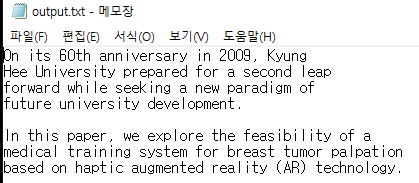 output.txt - 메모장
파일(F) 편집(E) 서식(O) 보기(V) 도움말(H)
On its 60th anniversary in 2009, Kyung
Hee University prepared for a second leap
forward while seeking a new paradigm of
future university development.
In this paper, we explore the feasibility of a
medical training system for breast tumor palpation
based on haptic augmented reality (AR) technology.